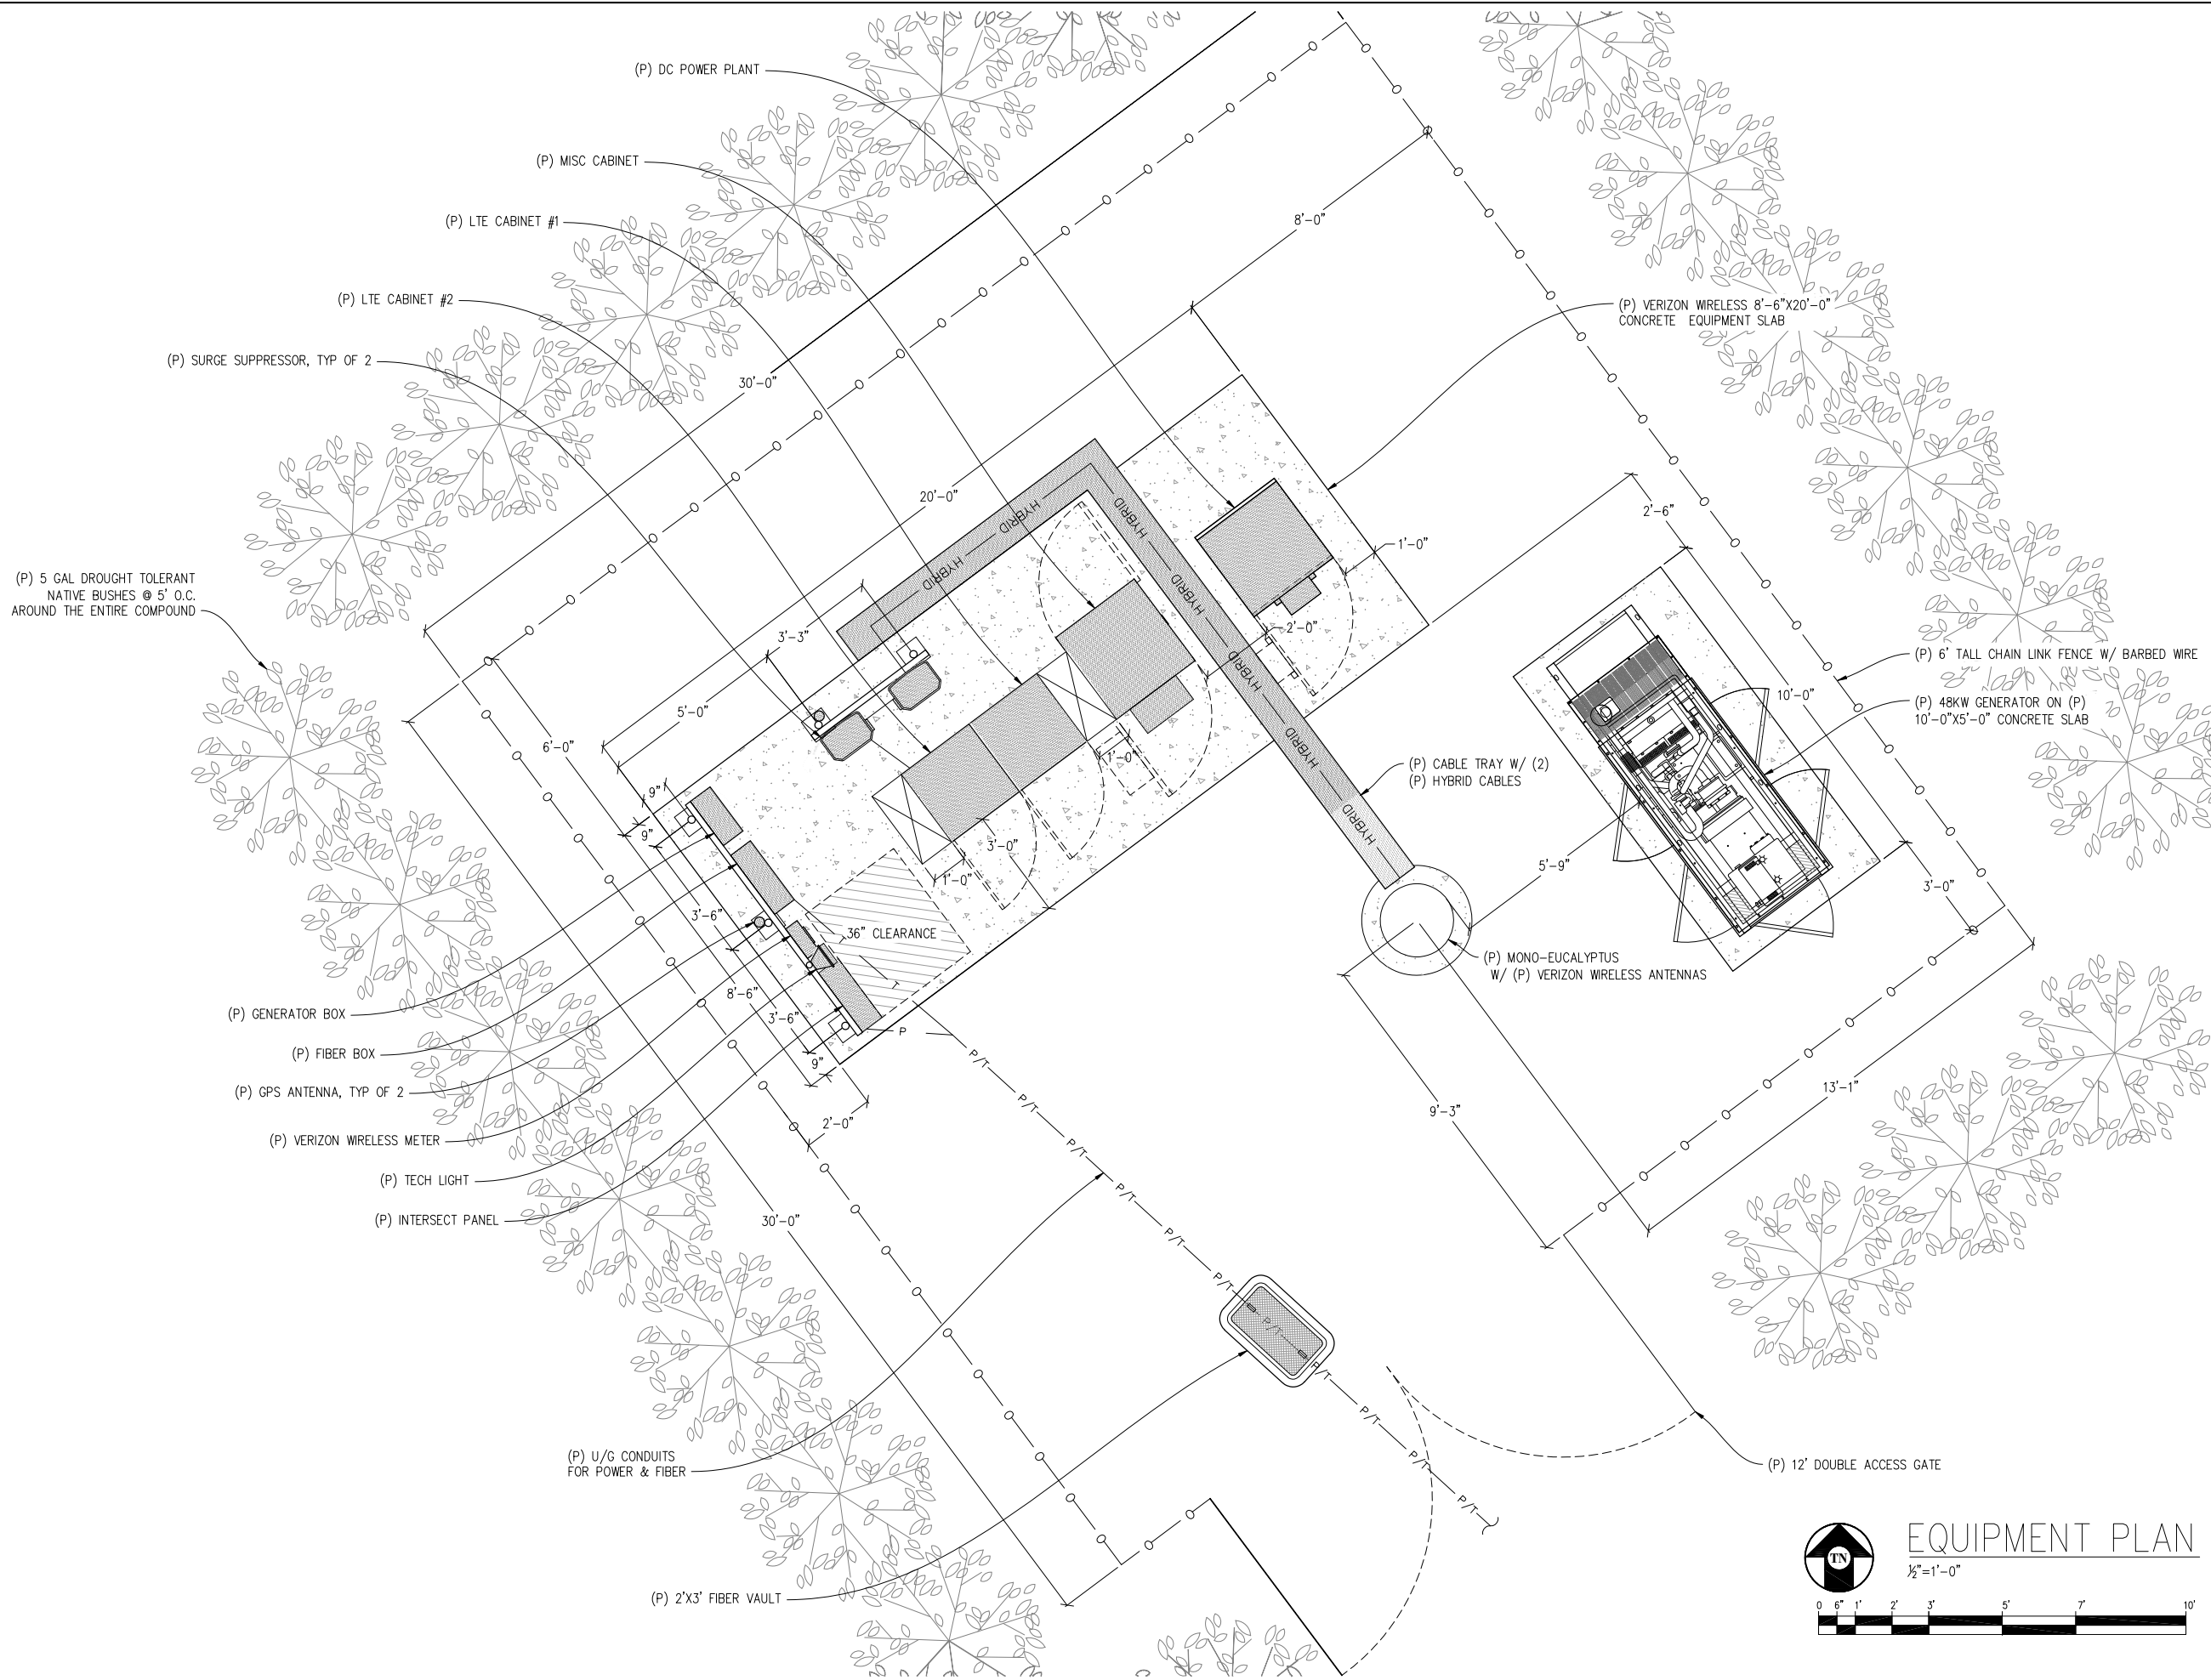 (P) DC POWER PLANT
(P) MISC CABINET
(P) LTE CABINET #1
(P) LTE CABINET #2
(P) SURGE SUPPRESSOR, TYP OF 2
(P) 5 GAL DROUGHT TOLERANT
NATIVE BUSHES @ 5' O.C.
AROUND THE ENTIRE COMPOUND
(P) GENERATOR BOX
(P) FIBER BOX
(P) GPS ANTENNA, TYP OF 2
(P) VERIZON WIRELESS METER
(P) TECH LIGHT
(P) INTERSECT PANEL
(P) U/G CONDUITS
FOR POWER & FIBER
(P) 2'X3' FIBER VAULT
30'-0"
8'-0"
20'-0"
3'-3"
5'-0"
6'-0"
9"
9"
3'-6"
8'-6"
3'-6"
9"
2'-0"
30'-0"
HYBRID
HYBRID
HYBRID
HYBRID
HYBRID
HYBRID
HYBRID
HYBRID
1'-0"
2'-0"
1'-0"
3'-0"
1'-0"
36" CLEARANCE
P
P/T
P/T
P/T
P/T
P/T
P/T
P/T
P/T
P/T
P/T
P/T
(P) VERIZON WIRELESS 8'-6"X20'-0"
CONCRETE EQUIPMENT SLAB
2'-6"
10'-0"
(P) 6' TALL CHAIN LINK FENCE W/ BARBED WIRE
(P) 48KW GENERATOR ON (P)
10'-0"X5'-0" CONCRETE SLAB
(P) CABLE TRAY W/ (2)
(P) HYBRID CABLES
5'-9"
3'-0"
(P) MONO-EUCALYPTUS
W/ (P) VERIZON WIRELESS ANTENNAS
9'-3"
13'-1"
(P) 12' DOUBLE ACCESS GATE
TN
EQUIPMENT PLAN
½"=1'-0"
0 6" 1' 2' 3' 5' 7' 10'